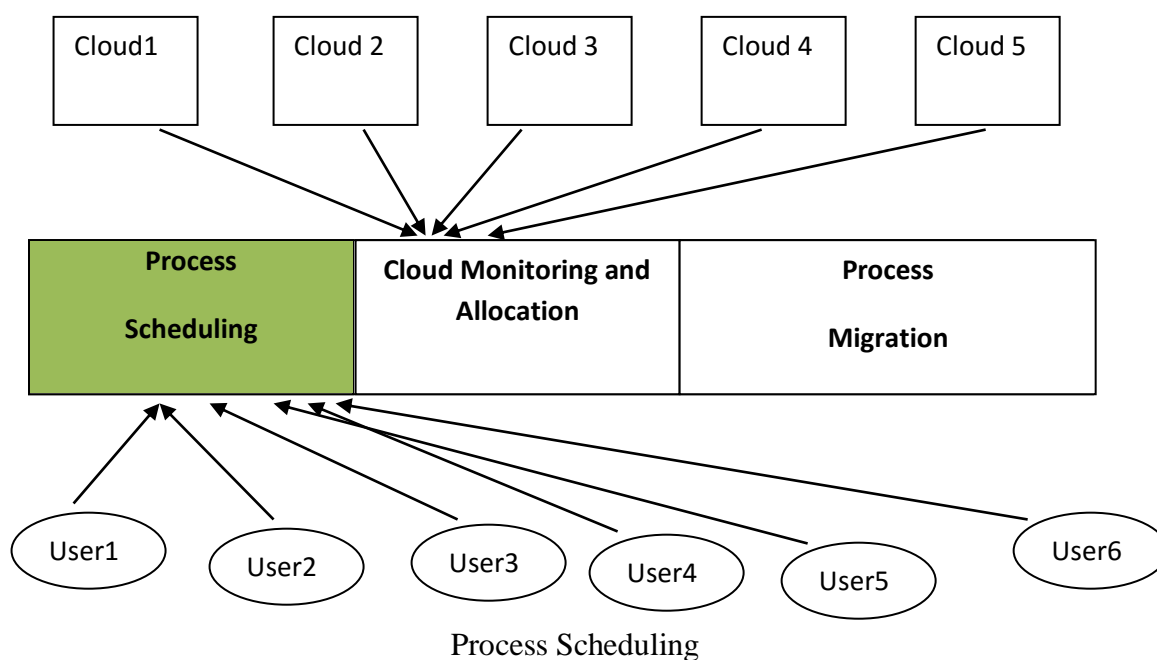 Cloud1
Cloud 2
Cloud 3
Cloud 4
Cloud 5
Process
Scheduling
Cloud Monitoring and
Allocation
Process
Migration
User1
User2
User3
User4
User5
User6
Process Scheduling